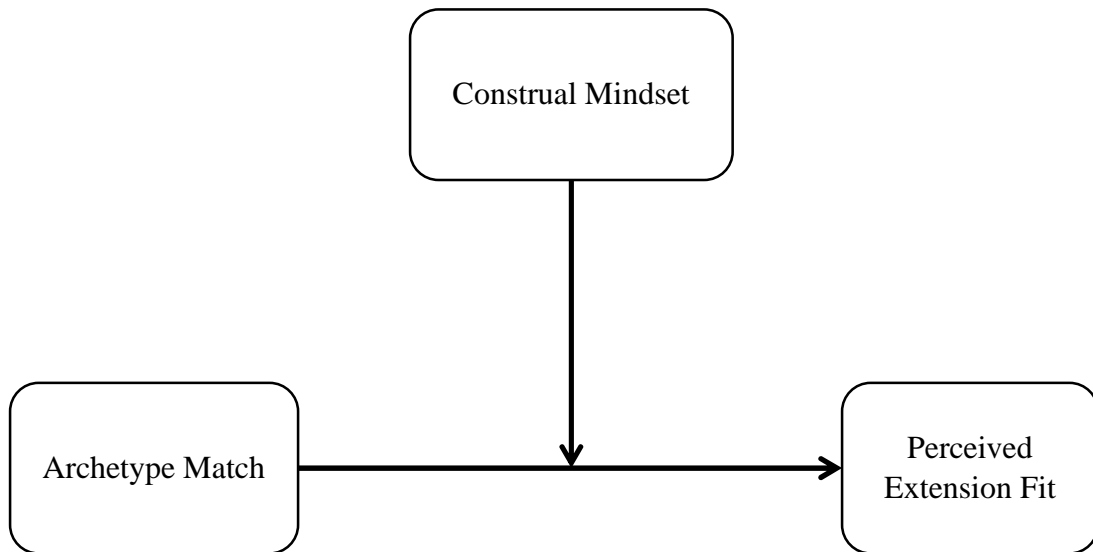 Construal Mindset
Archetype Match
Perceived
Extension Fit